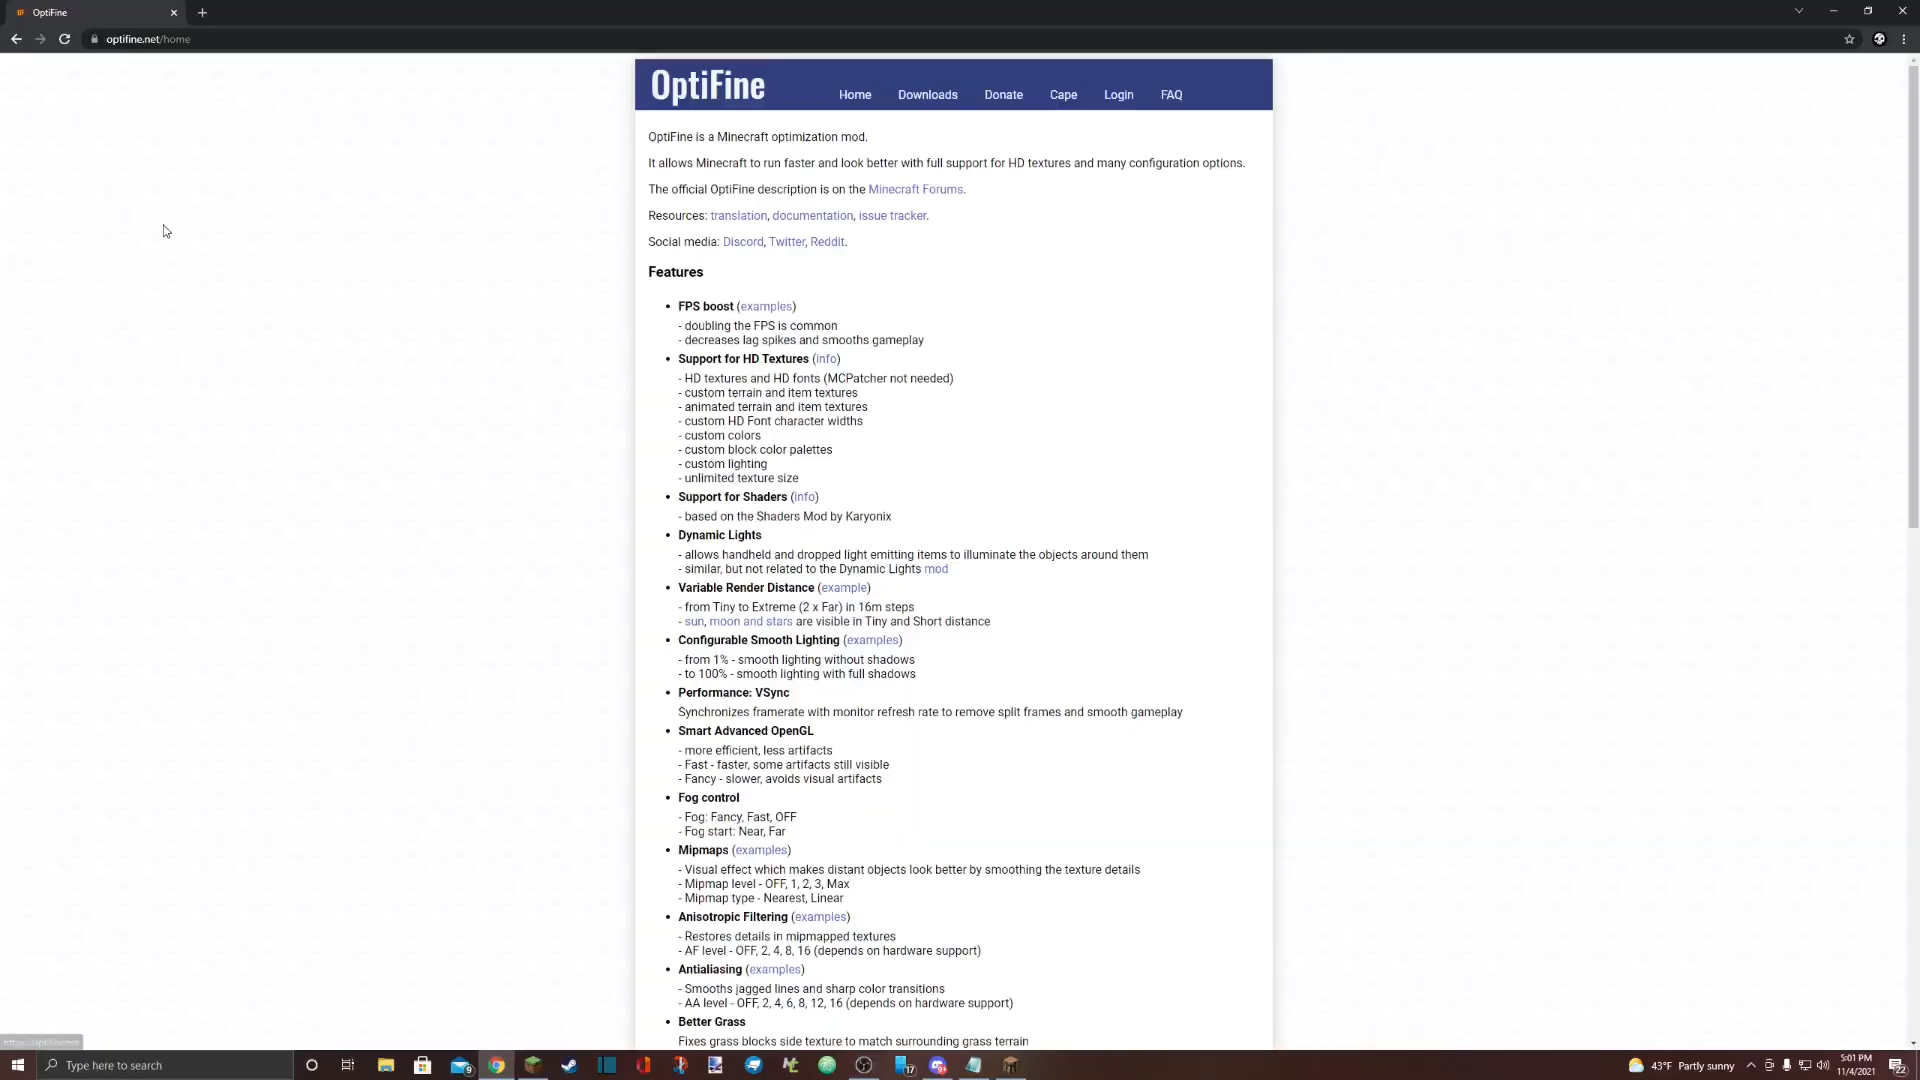 OptiFine
optifine.net/home
OptiFine
Home Downloads Donate Cape Login FAQ
OptiFine is a Minecraft optimization mod.
It allows Minecraft to run faster and look better with full support for HD textures and many configuration options.
The official OptiFine description is on the Minecraft Forums.
Resources: translation, documentation, issue tracker.
Social media: Discord, Twitter, Reddit.
Features
• FPS boost (examples)
- doubling the FPS is common
- decreases lag spikes and smooths gameplay
• Support for HD Textures (info)
- HD textures and HD fonts (MCPatcher not needed)
- custom terrain and item textures
- animated terrain and item textures
- custom HD Font character widths
- custom colors
- custom block color palettes
- custom lighting
- unlimited texture size
• Support for Shaders (info)
- based on the Shaders Mod by Karyonix
• Dynamic Lights
- allows handheld and dropped light emitting items to illuminate the objects around them
- similar, but not related to the Dynamic Lights mod
• Variable Render Distance (example)
- from Tiny to Extreme (2 x Far) in 16m steps
- sun, moon and stars are visible in Tiny and Short distance
• Configurable Smooth Lighting (examples)
- from 1% - smooth lighting without shadows
- to 100% - smooth lighting with full shadows
• Performance: VSync
Synchronizes framerate with monitor refresh rate to remove split frames and smooth gameplay
• Smart Advanced OpenGL
- more efficient, less artifacts
- Fast - faster, some artifacts still visible
- Fancy - slower, avoids visual artifacts
• Fog control
- Fog: Fancy, Fast, OFF
- Fog start: Near, Far
• Mipmaps (examples)
- Visual effect which makes distant objects look better by smoothing the texture details
- Mipmap level - OFF, 1, 2, 3, Max
- Mipmap type - Nearest, Linear
• Anisotropic Filtering (examples)
- Restores details in mipmapped textures
- AF level - OFF, 2, 4, 8, 16 (depends on hardware support)
• Antialiasing (examples)
- Smooths jagged lines and sharp color transitions
- AA level - OFF, 2, 4, 6, 8, 12, 16 (depends on hardware support)
• Better Grass
Fixes grass blocks side texture to match surrounding grass terrain
Type here to search
9
17
9+
43°F Partly sunny
5:01 PM
11/4/2021
22